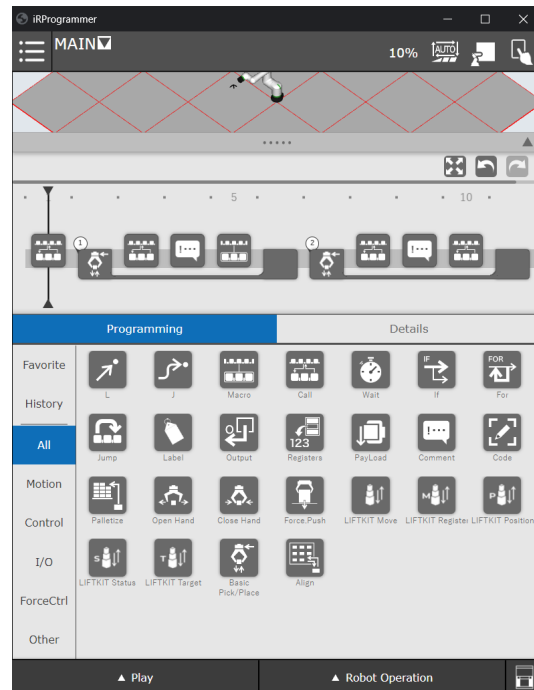 iRProgrammer
MAIN
10%
AUTO
5
10
1
2
Programming
Details
Favorite
History
All
Motion
Control
I/O
ForceCtrl
Other
L
J
Macro
Call
Wait
IF
If
FOR
For
Jump
Label
Output
123
Registers
PayLoad
Comment
Code
Palletize
Open Hand
Close Hand
Force.Push
LIFTKIT Move
M
LIFTKIT Register
P
LIFTKIT Position
S
LIFTKIT Status
T
LIFTKIT Target
Basic
Pick/Place
Align
▲ Play
▲ Robot Operation